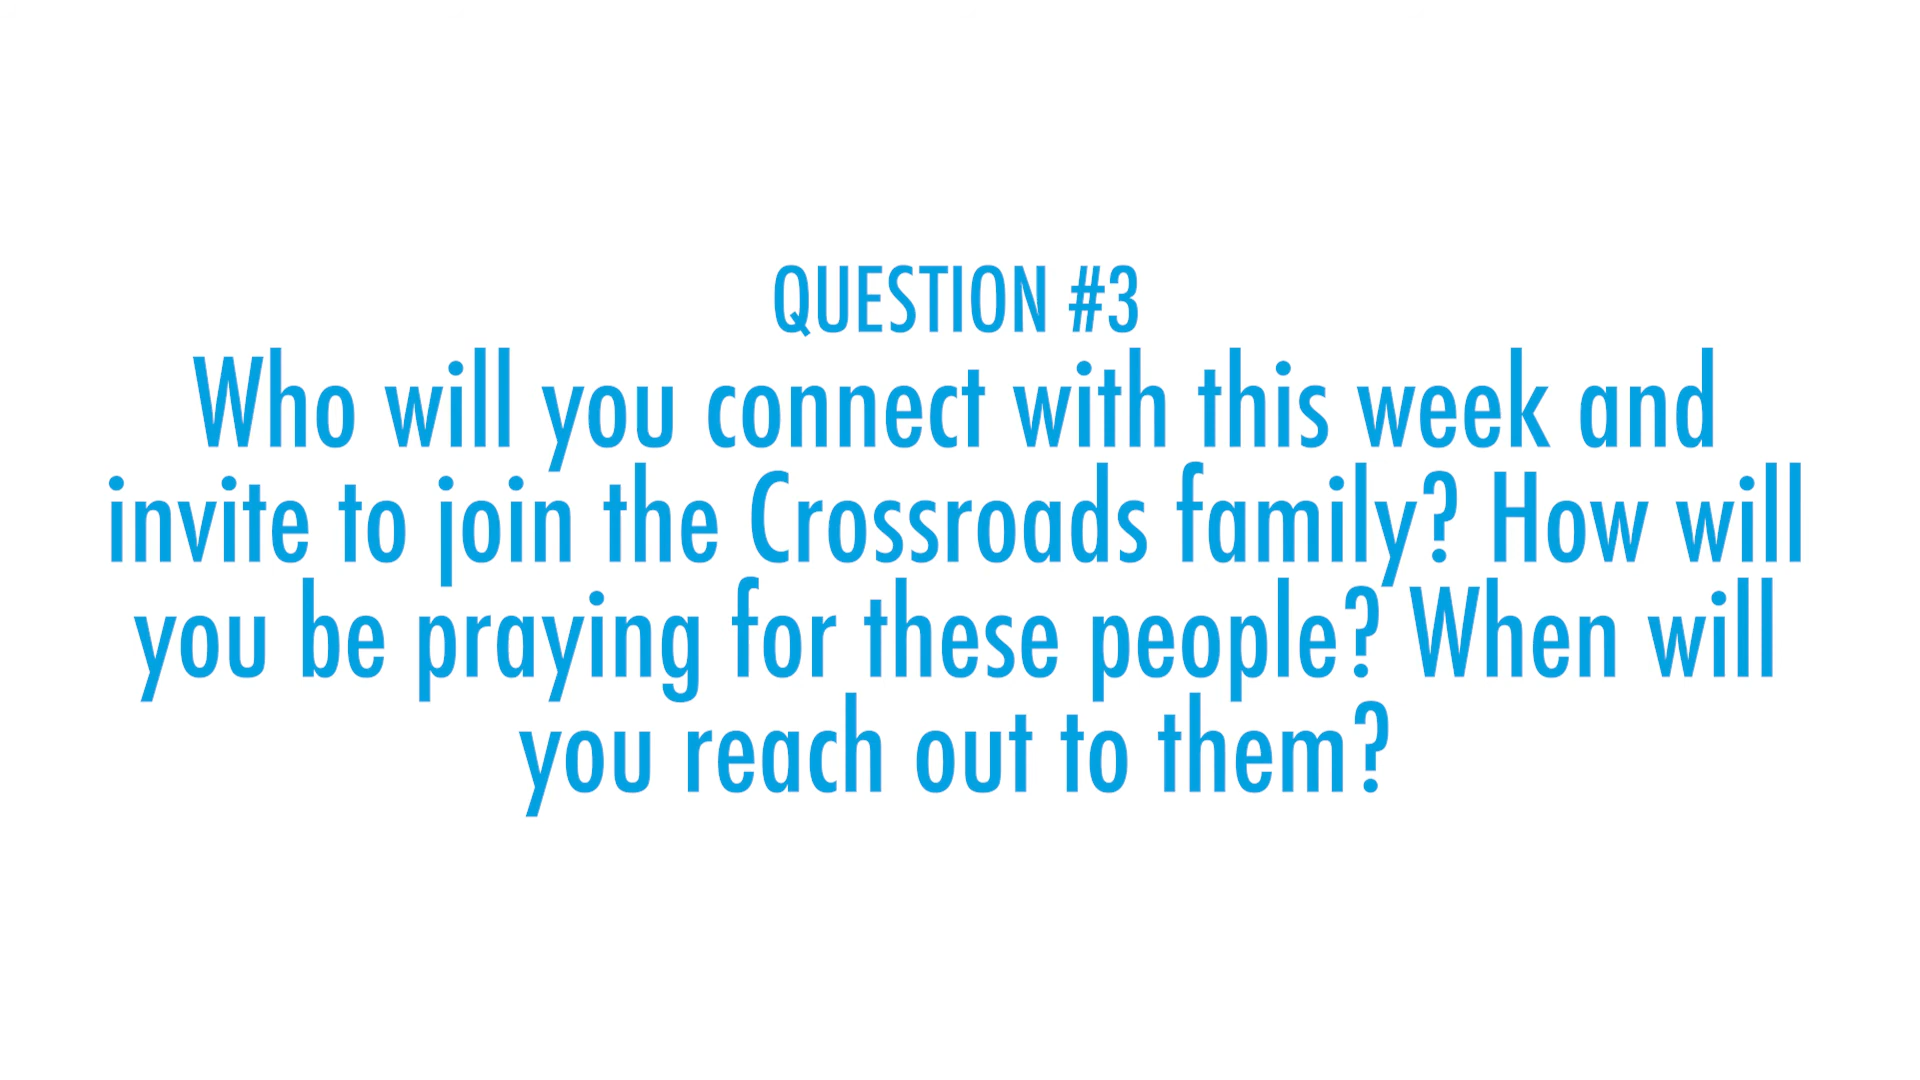 QUESTION #3
Who will you connect with this week and
invite to join the Crossroads family? How will
you be praying for these people? When will
you reach out to them?